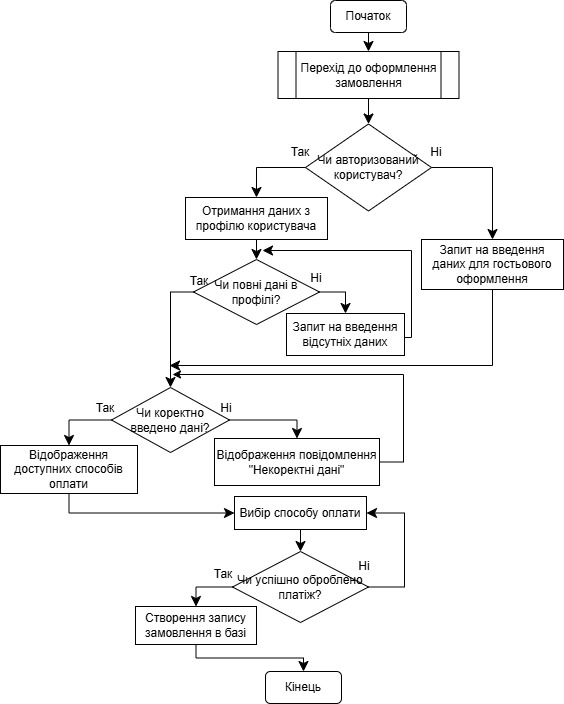 Початок
Перехід до оформлення
замовлення
Так
Ні
Чи авторизований
користувач?
Отримання даних з
профілю користувача
Запит на введення
даних для гостьового
оформлення
Так
Ні
Чи повні дані в
профілі?
Запит на введення
відсутніх даних
Так
Ні
Чи коректно
введено дані?
Відображення
доступних способів
оплати
Відображення повідомлення
"Некоректні дані"
Вибір способу оплати
Так
Ні
Чи успішно оброблено
платіж?
Створення запису
замовлення в базі
Кінець